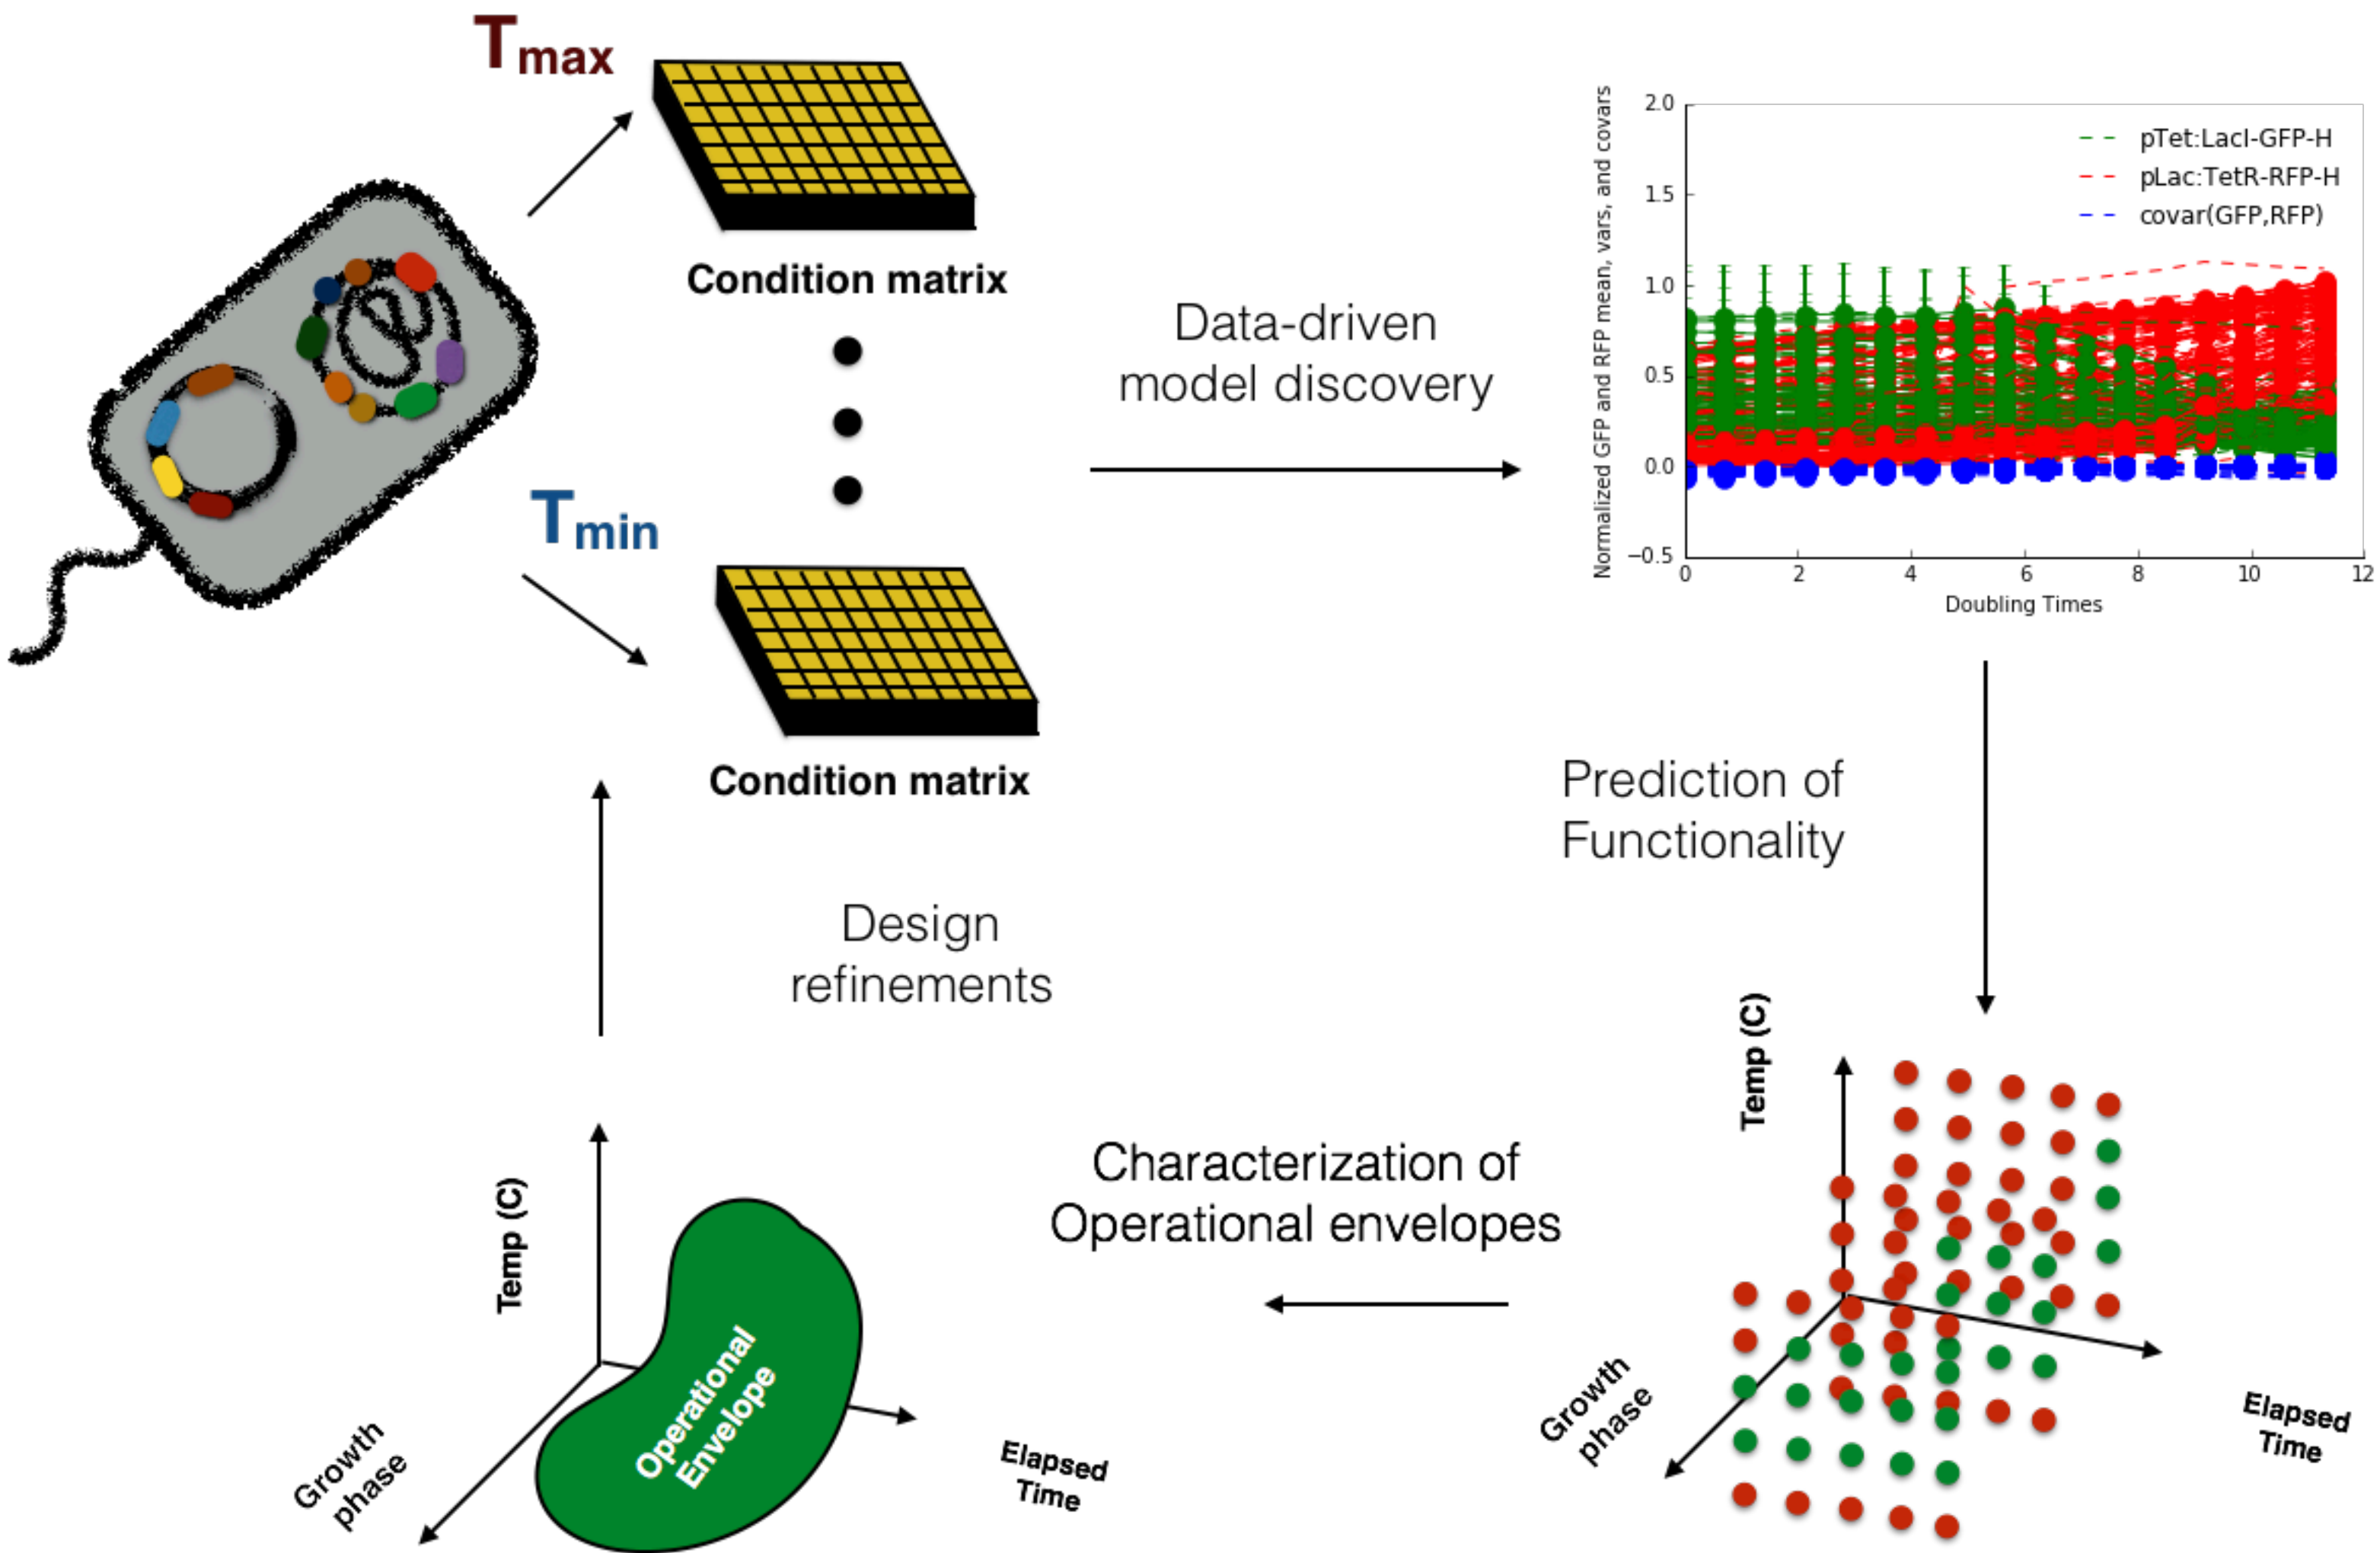 Tmax
Condition matrix
Tmin
Condition matrix
Data-driven
model discovery
Normalized GFP and RFP mean, vars, and covars
2.0
1.5
1.0
0.5
0.0
−0.5
0
2
4
6
8
10
12
Doubling Times
pTet:LacI-GFP-H
pLac:TetR-RFP-H
covar(GFP,RFP)
Prediction of
Functionality
Temp (C)
Growth
phase
Elapsed
Time
Characterization of
Operational envelopes
Temp (C)
Operational
Envelope
Growth
phase
Elapsed
Time
Design
refinements